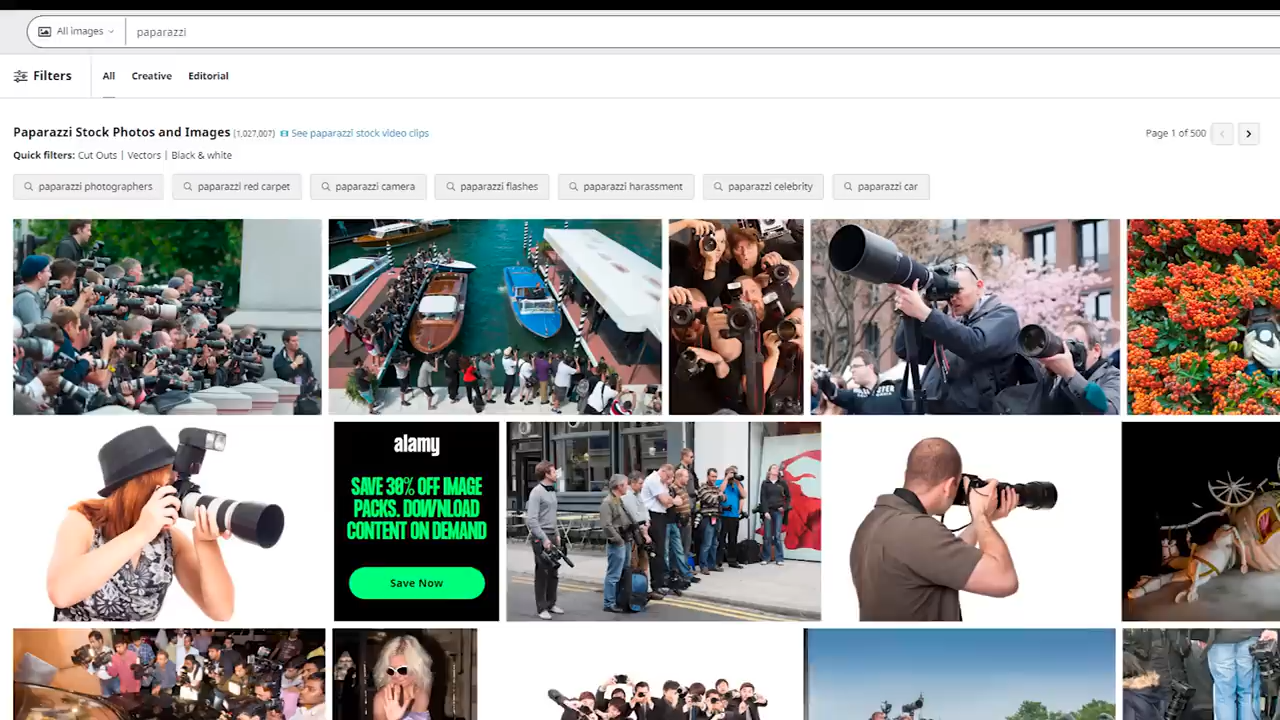 All images
paparazzi
Filters
All
Creative
Editorial
Paparazzi Stock Photos and Images (1,027,007) See paparazzi stock video clips
Page 1 of 500
Quick filters: Cut Outs | Vectors | Black & white
paparazzi photographers
paparazzi red carpet
paparazzi camera
paparazzi flashes
paparazzi harassment
paparazzi celebrity
paparazzi car
alamy
SAVE 30% OFF IMAGE
PACKS. DOWNLOAD
CONTENT ON DEMAND
Save Now